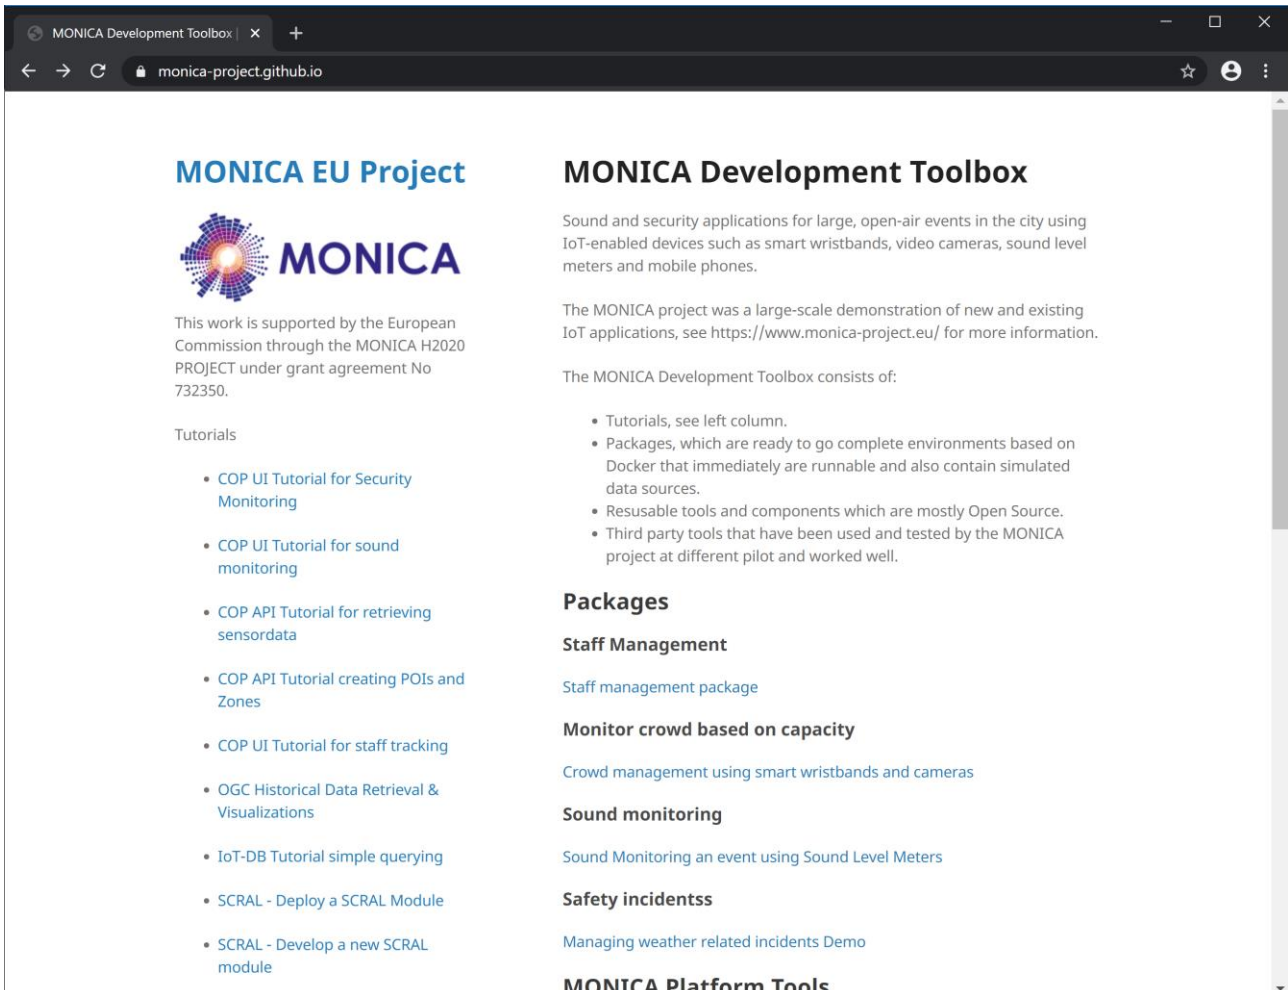 MONICA Development Toolbox |
monica-project.github.io
MONICA EU Project
MONICA
This work is supported by the European
Commission through the MONICA H2020
PROJECT under grant agreement No
732350.
Tutorials
COP UI Tutorial for Security
Monitoring
COP UI Tutorial for sound
monitoring
COP API Tutorial for retrieving
sensordata
COP API Tutorial creating POIs and
Zones
COP UI Tutorial for staff tracking
OGC Historical Data Retrieval &
Visualizations
IoT-DB Tutorial simple querying
SCRAL - Deploy a SCRAL Module
SCRAL - Develop a new SCRAL
module
MONICA Development Toolbox
Sound and security applications for large, open-air events in the city using
IoT-enabled devices such as smart wristbands, video cameras, sound level
meters and mobile phones.
The MONICA project was a large-scale demonstration of new and existing
IoT applications, see https://www.monica-project.eu/ for more information.
The MONICA Development Toolbox consists of:
Tutorials, see left column.
Packages, which are ready to go complete environments based on
Docker that immediately are runnable and also contain simulated
data sources.
Resusable tools and components which are mostly Open Source.
Third party tools that have been used and tested by the MONICA
project at different pilot and worked well.
Packages
Staff Management
Staff management package
Monitor crowd based on capacity
Crowd management using smart wristbands and cameras
Sound monitoring
Sound Monitoring an event using Sound Level Meters
Safety incidentss
Managing weather related incidents Demo
MONICA Platform Tools